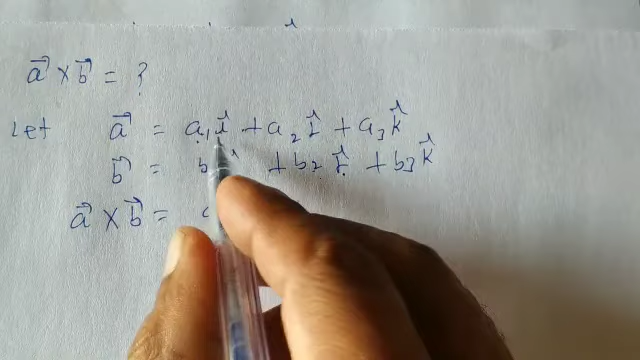 a⃗ × b⃗ = ?
Let a⃗ = a₁î + a₂ĵ + a₃k̂
b⃗ = b + b₂ĵ + b₃k̂
a⃗ × b⃗ =